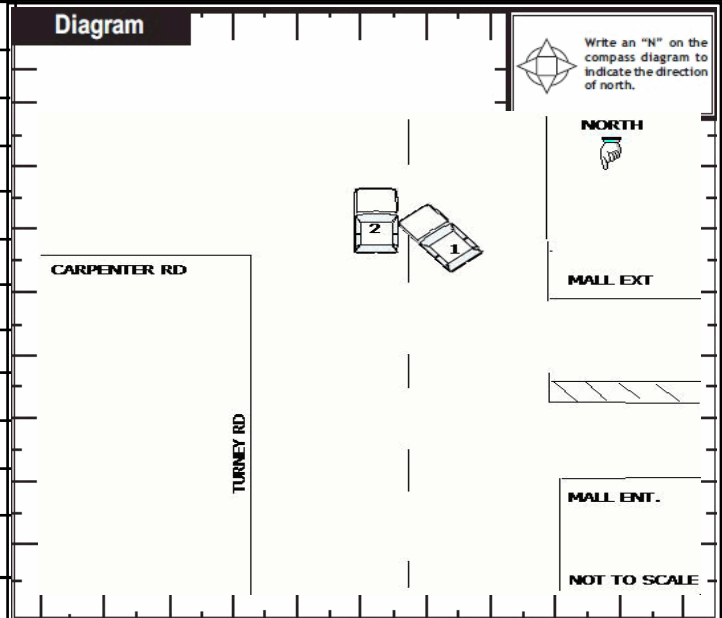 Diagram
Write an “N” on the
compass diagram to
indicate the direction
of north.
NORTH
2
1
CARPENTER RD
MALL EXT
TURNEY RD
MALL ENT.
NOT TO SCALE